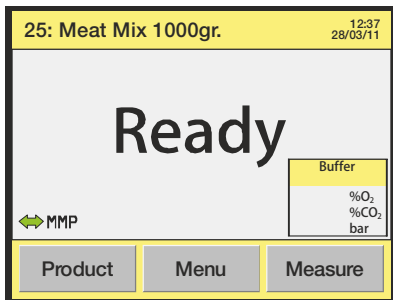 25: Meat Mix 1000gr.
12:37
28/03/11
Ready
Buffer
%O₂
%CO₂
bar
MMP
Product
Menu
Measure